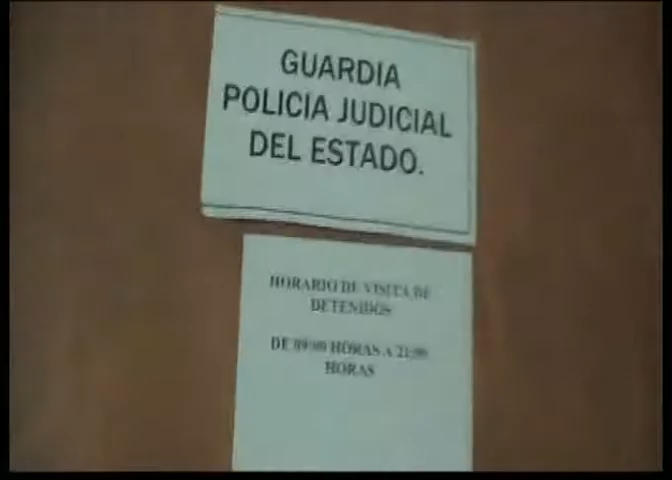 GUARDIA
POLICIA JUDICIAL
DEL ESTADO.
HORARIO DE VISITA DE
DETENIDOS
DE 09:00 HORAS A 21:00
HORAS